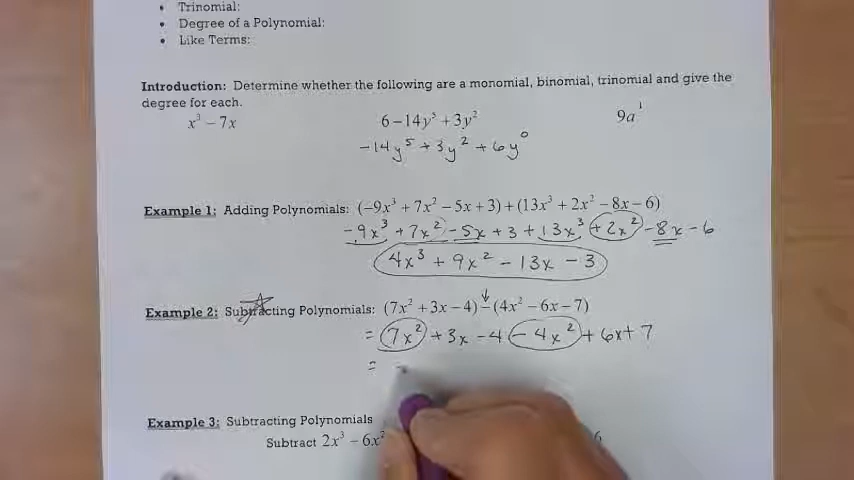 • Trinomial:
• Degree of a Polynomial:
• Like Terms:
Introduction: Determine whether the following are a monomial, binomial, trinomial and give the
degree for each.
x³ – 7x 6 – 14y⁵ + 3y² 9a¹
-14y⁵ + 3y² + 6y⁰
Example 1: Adding Polynomials: (–9x³ + 7x² – 5x + 3) + (13x³ + 2x² – 8x – 6)
-9x³ + 7x² - 5x + 3 + 13x³ + 2x² - 8x - 6
4x³ + 9x² - 13x - 3
Example 2: Subtracting Polynomials: (7x² + 3x – 4) – (4x² – 6x – 7)
= 7x² + 3x - 4 - 4x² + 6x + 7
=
Example 3: Subtracting Polynomials
Subtract 2x³ – 6x²